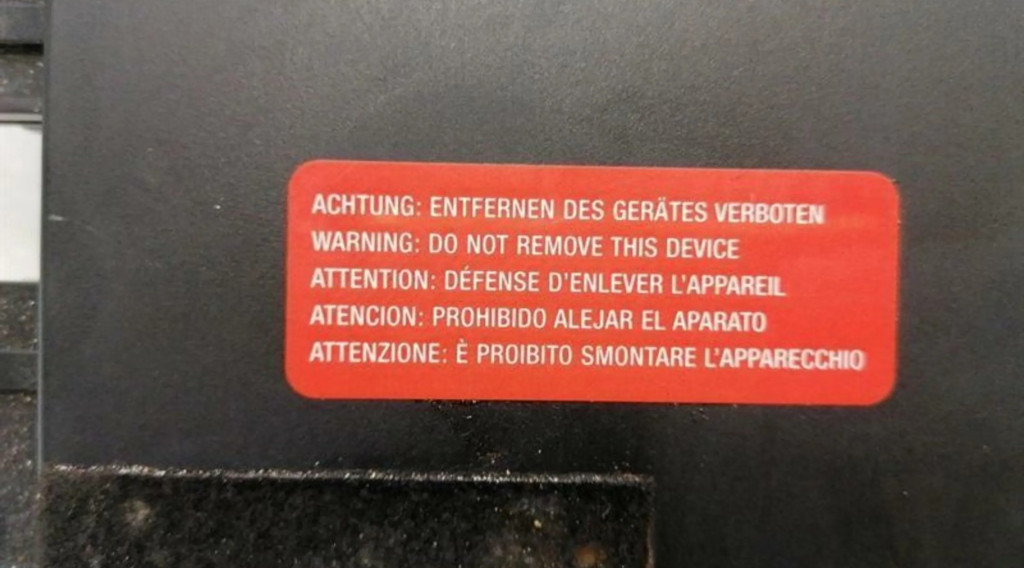 ACHTUNG: ENTFERNEN DES GERÄTES VERBOTEN
WARNING: DO NOT REMOVE THIS DEVICE
ATTENTION: DÉFENSE D'ENLEVER L'APPAREIL
ATENCION: PROHIBIDO ALEJAR EL APARATO
ATTENZIONE: È PROIBITO SMONTARE L'APPARECCHIO